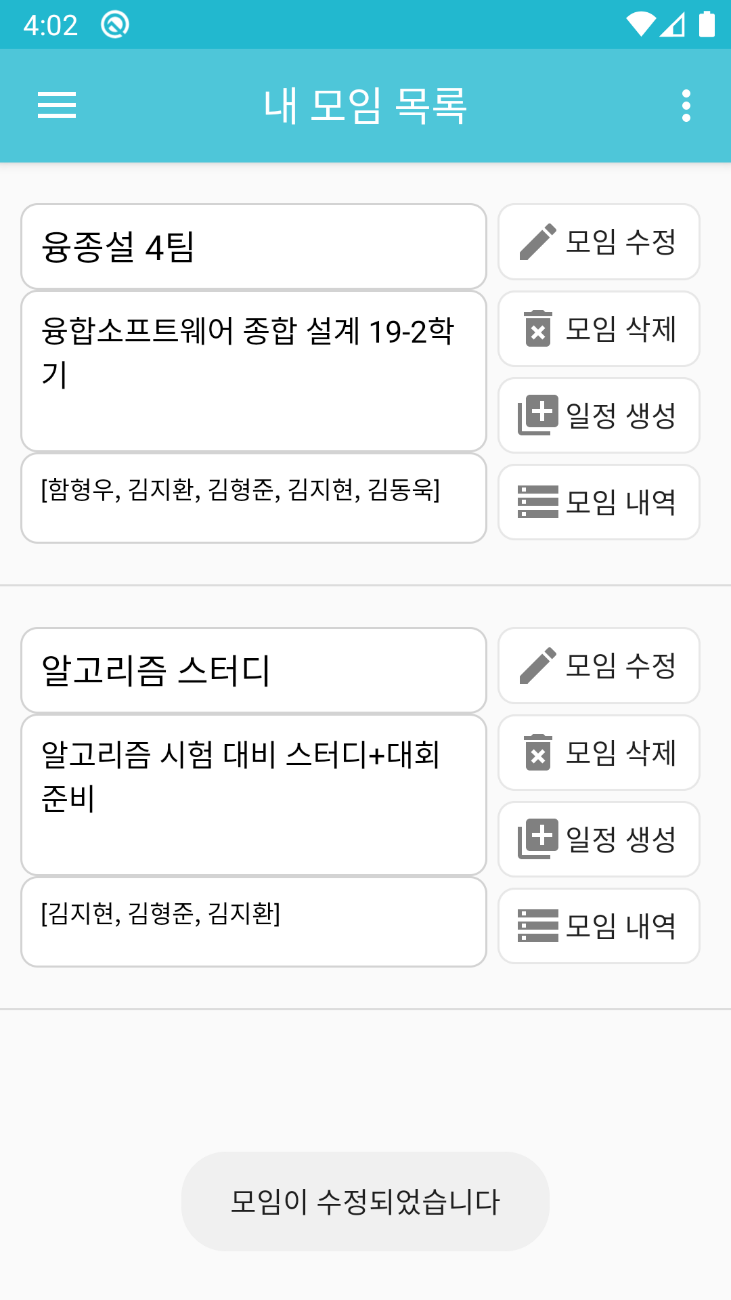 4:02
내 모임 목록
융종설 4팀
모임 수정
융합소프트웨어 종합 설계 19-2학
기
모임 삭제
일정 생성
[함형우, 김지환, 김형준, 김지현, 김동욱]
모임 내역
알고리즘 스터디
모임 수정
알고리즘 시험 대비 스터디+대회
준비
모임 삭제
일정 생성
[김지현, 김형준, 김지환]
모임 내역
모임이 수정되었습니다